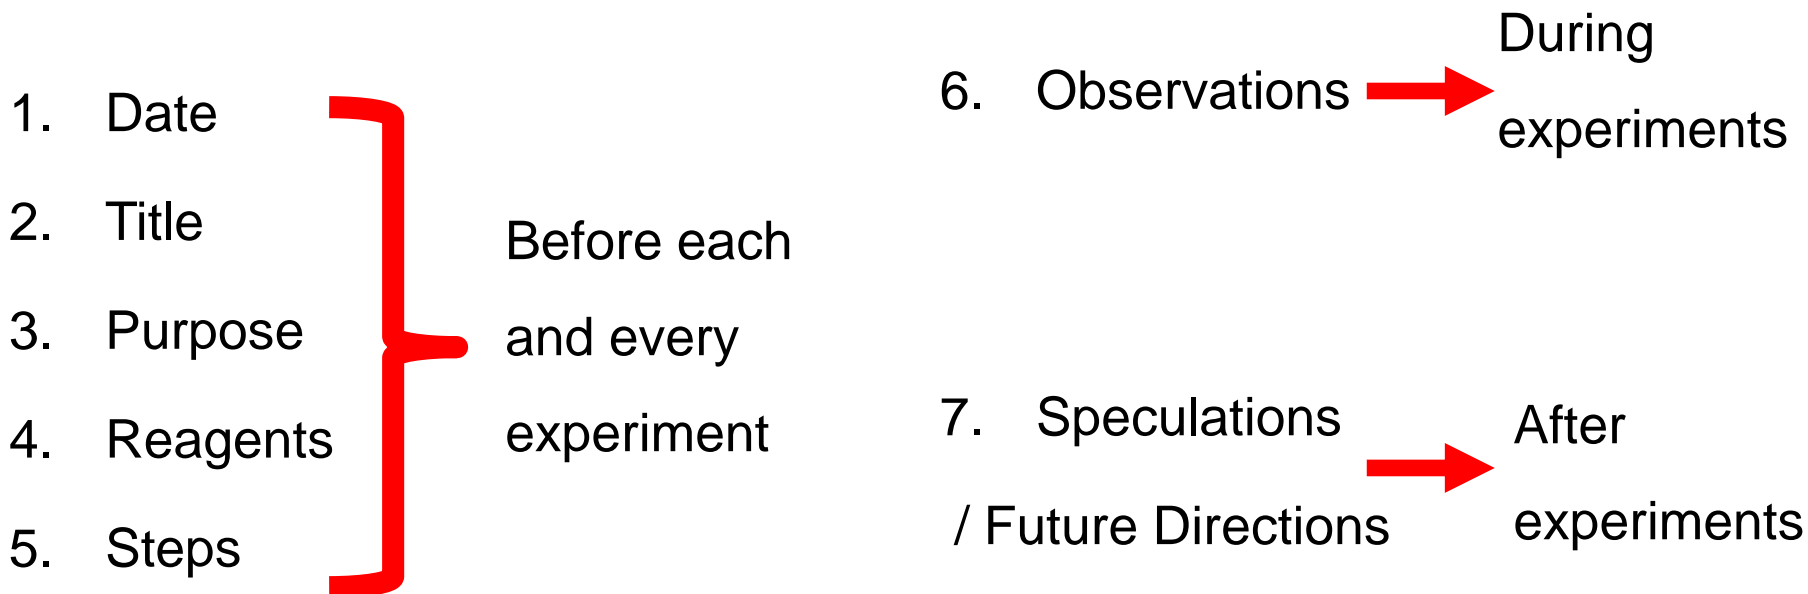 1. Date
2. Title
3. Purpose
4. Reagents
5. Steps
Before each
and every
experiment
6. Observations
During
experiments
7. Speculations
/ Future Directions
After
experiments